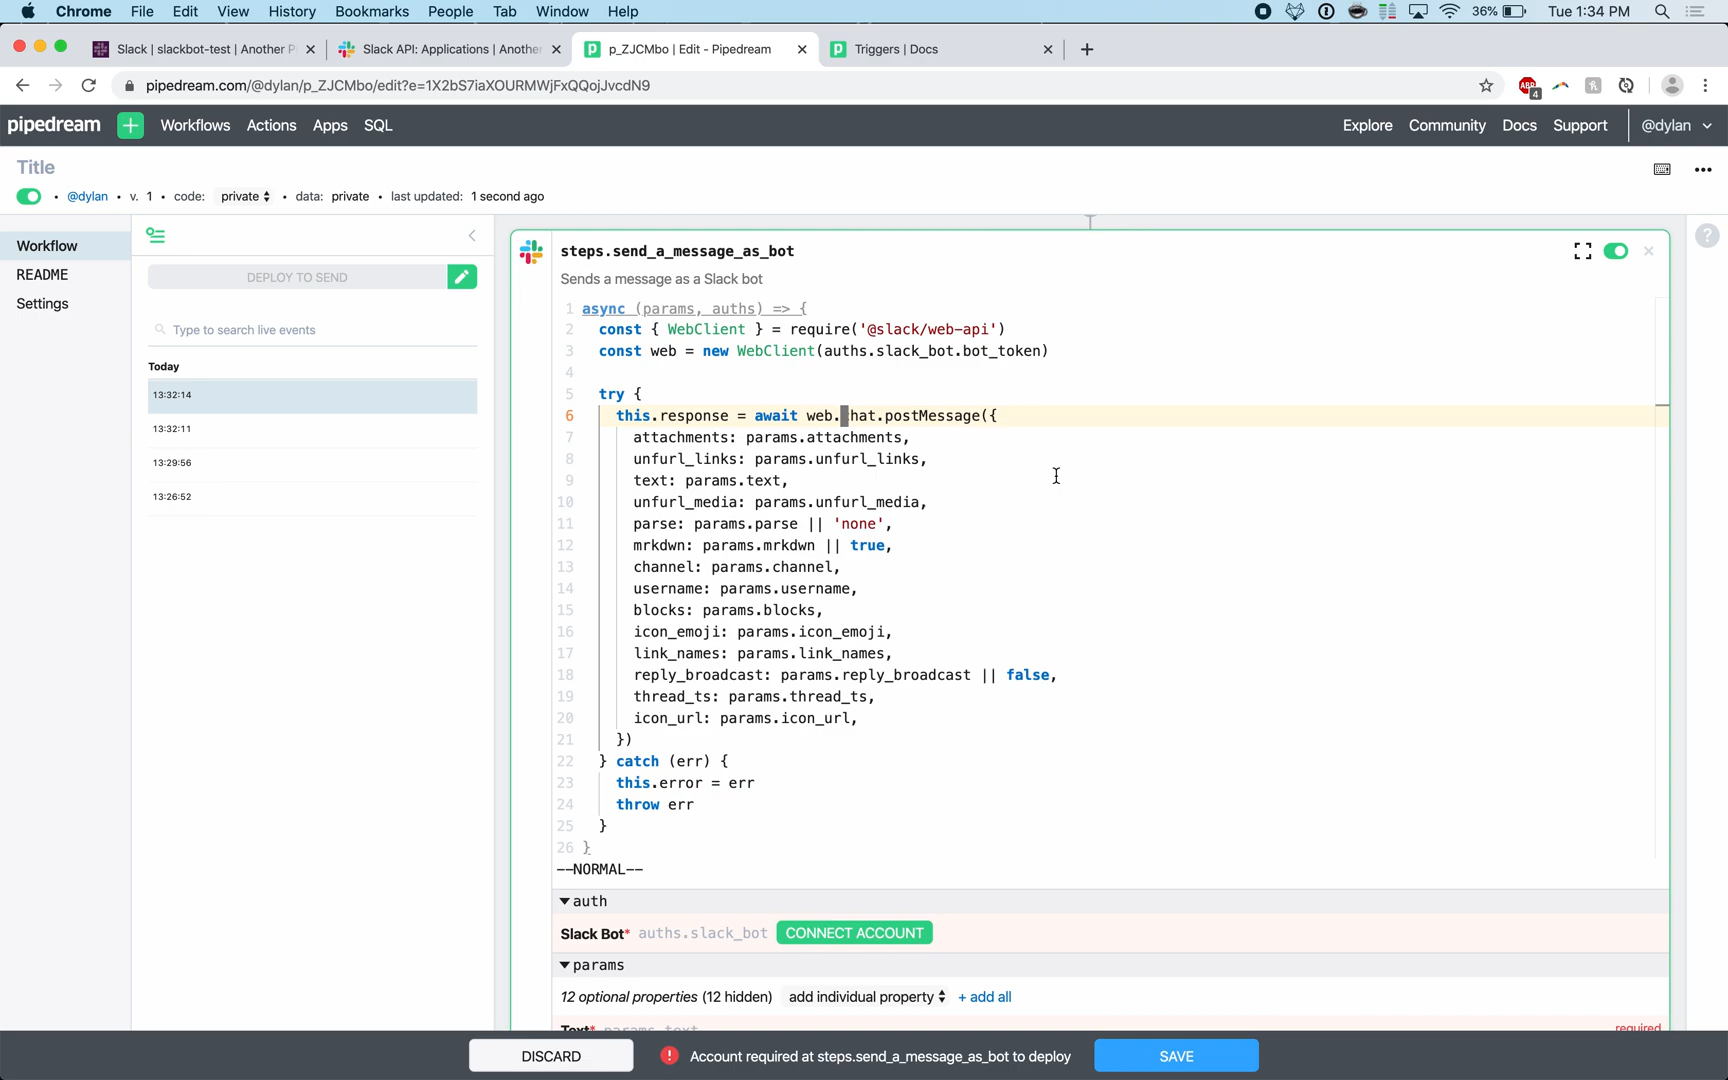 Chrome File Edit View History Bookmarks People Tab Window Help 36% Tue 1:34 PM
Slack | slackbot-test | Another P Slack API: Applications | Another p_ZJCMbo | Edit - Pipedream Triggers | Docs
pipedream.com/@dylan/p_ZJCMbo/edit?e=1X2bS7iaXOURMWjFxQQojJvcdN9 ABP 4
pipedream + Workflows Actions Apps SQL Explore Community Docs Support @dylan
Title
@dylan • v. 1 • code: private • data: private • last updated: 1 second ago
Workflow
README
Settings
DEPLOY TO SEND
Type to search live events
Today
13:32:14
13:32:11
13:29:56
13:26:52
steps.send_a_message_as_bot
Sends a message as a Slack bot
1 async (params, auths) => {
2 const { WebClient } = require('@slack/web-api')
3 const web = new WebClient(auths.slack_bot.bot_token)
4
5 try {
6 this.response = await web.chat.postMessage({
7 attachments: params.attachments,
8 unfurl_links: params.unfurl_links,
9 text: params.text,
10 unfurl_media: params.unfurl_media,
11 parse: params.parse || 'none',
12 mrkdwn: params.mrkdwn || true,
13 channel: params.channel,
14 username: params.username,
15 blocks: params.blocks,
16 icon_emoji: params.icon_emoji,
17 link_names: params.link_names,
18 reply_broadcast: params.reply_broadcast || false,
19 thread_ts: params.thread_ts,
20 icon_url: params.icon_url,
21 })
22 } catch (err) {
23 this.error = err
24 throw err
25 }
26 }
--NORMAL--
auth
Slack Bot* auths.slack_bot CONNECT ACCOUNT
params
12 optional properties (12 hidden) add individual property + add all
Text* params.text required
DISCARD ! Account required at steps.send_a_message_as_bot to deploy SAVE